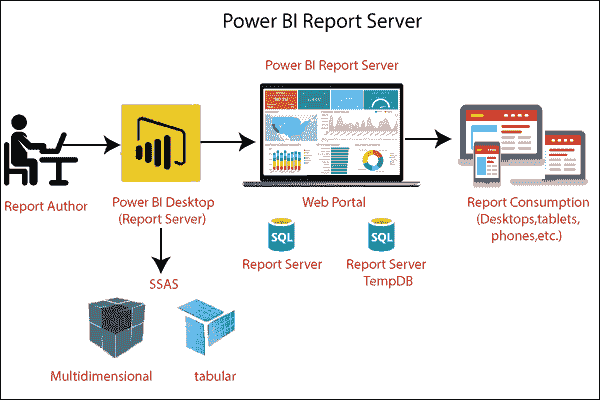 Power BI Report Server
Power BI Report Server
Report Author
Power BI Desktop
(Report Server)
Web Portal
Report Consumption
(Desktops,tablets,
phones,etc.)
SQL
Report Server
SQL
Report Server
TempDB
SSAS
Multidimensional
tabular